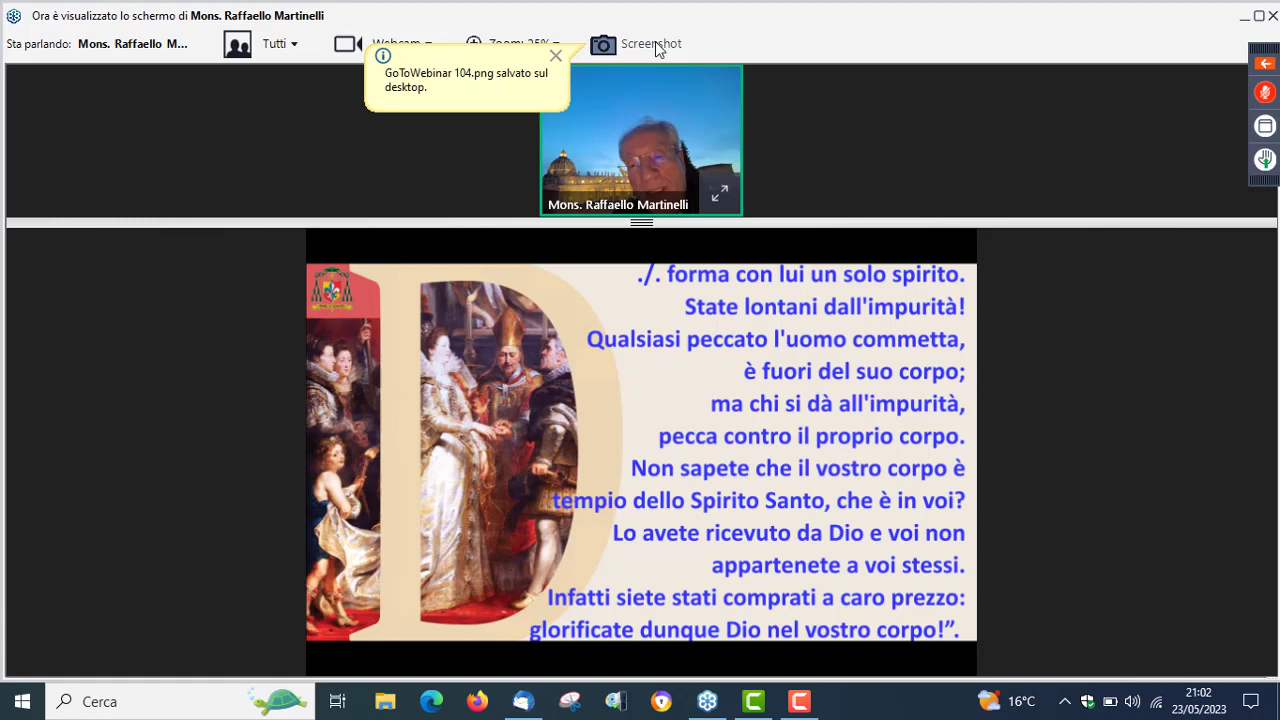 Ora è visualizzato lo schermo di Mons. Raffaello Martinelli
Sta parlando: Mons. Raffaello M...
Tutti
Screenshot
GoToWebinar 104.png salvato sul
desktop.
Mons. Raffaello Martinelli
./. forma con lui un solo spirito.
State lontani dall'impurità!
Qualsiasi peccato l'uomo commetta,
è fuori del suo corpo;
ma chi si dà all'impurità,
pecca contro il proprio corpo.
Non sapete che il vostro corpo è
tempio dello Spirito Santo, che è in voi?
Lo avete ricevuto da Dio e voi non
appartenete a voi stessi.
Infatti siete stati comprati a caro prezzo:
glorificate dunque Dio nel vostro corpo!”.
Cerca
16°C
21:02
23/05/2023